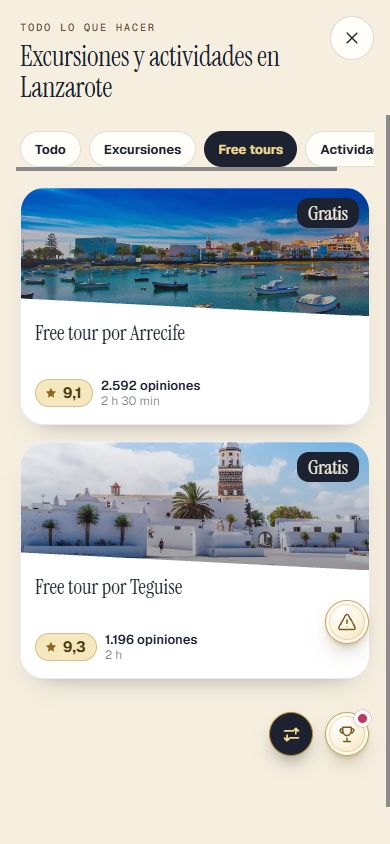 TODO LO QUE HACER
Excursiones y actividades en
Lanzarote
Todo
Excursiones
Free tours
Gratis
Free tour por Arrecife
9,1
2.592 opiniones
2 h 30 min
Gratis
Free tour por Teguise
9,3
1.196 opiniones
2 h